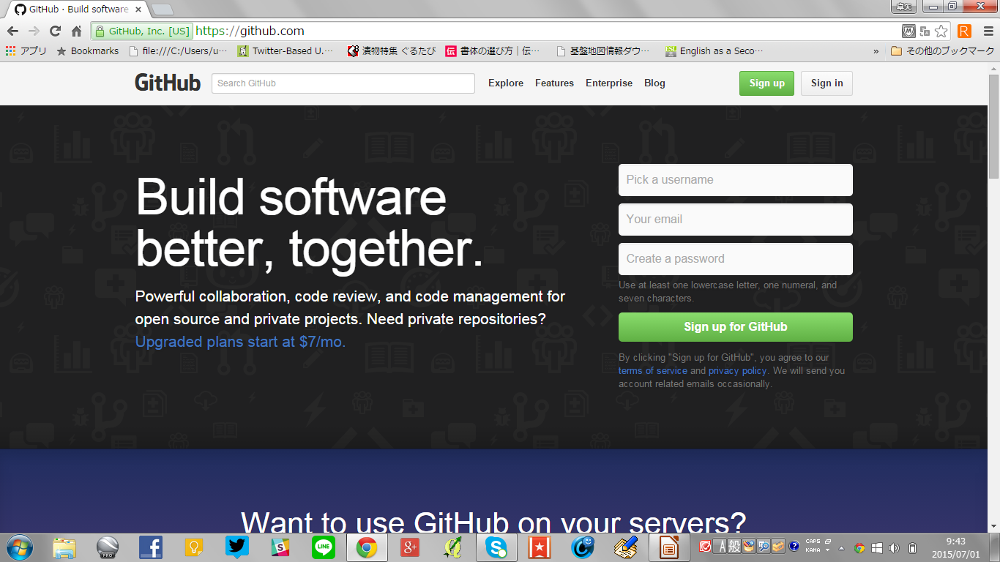 GitHub · Build software
卓矢
GitHub, Inc. [US] https://github.com
アプリ Bookmarks file:///C:/Users/u… Twitter-Based U… 漬物特集 ぐるたび 書体の選び方｜伝… 基盤地図情報ダウ… English as a Seco… » その他のブックマーク
GitHub Search GitHub Explore Features Enterprise Blog Sign up Sign in
Build software
better, together.
Powerful collaboration, code review, and code management for
open source and private projects. Need private repositories?
Upgraded plans start at $7/mo.
Pick a username
Your email
Create a password
Use at least one lowercase letter, one numeral, and
seven characters.
Sign up for GitHub
By clicking "Sign up for GitHub", you agree to our
terms of service and privacy policy. We will send you
account related emails occasionally.
Want to use GitHub on your servers?
PRO
LINE
A 般
CAPS
KANA
9:43
2015/07/01